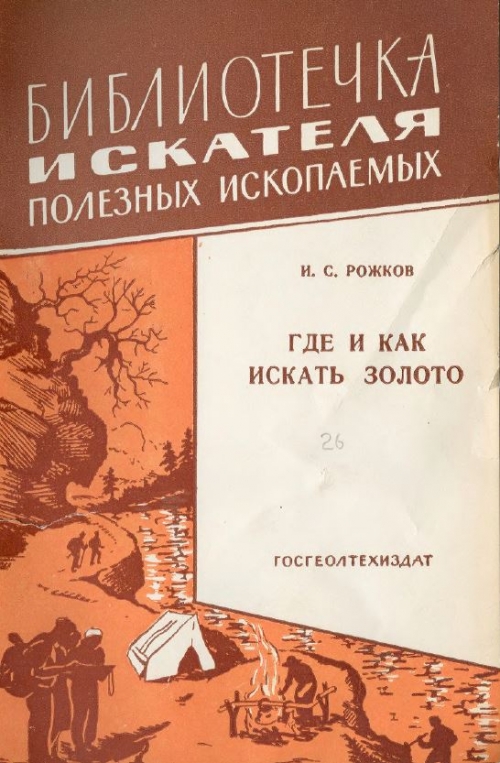 БИБЛИОТЕЧКА
ИСКАТЕЛЯ
ПОЛЕЗНЫХ ИСКОПАЕМЫХ
И. С. РОЖКОВ
ГДЕ И КАК
ИСКАТЬ ЗОЛОТО
26
ГОСГЕОЛТЕХИЗДАТ